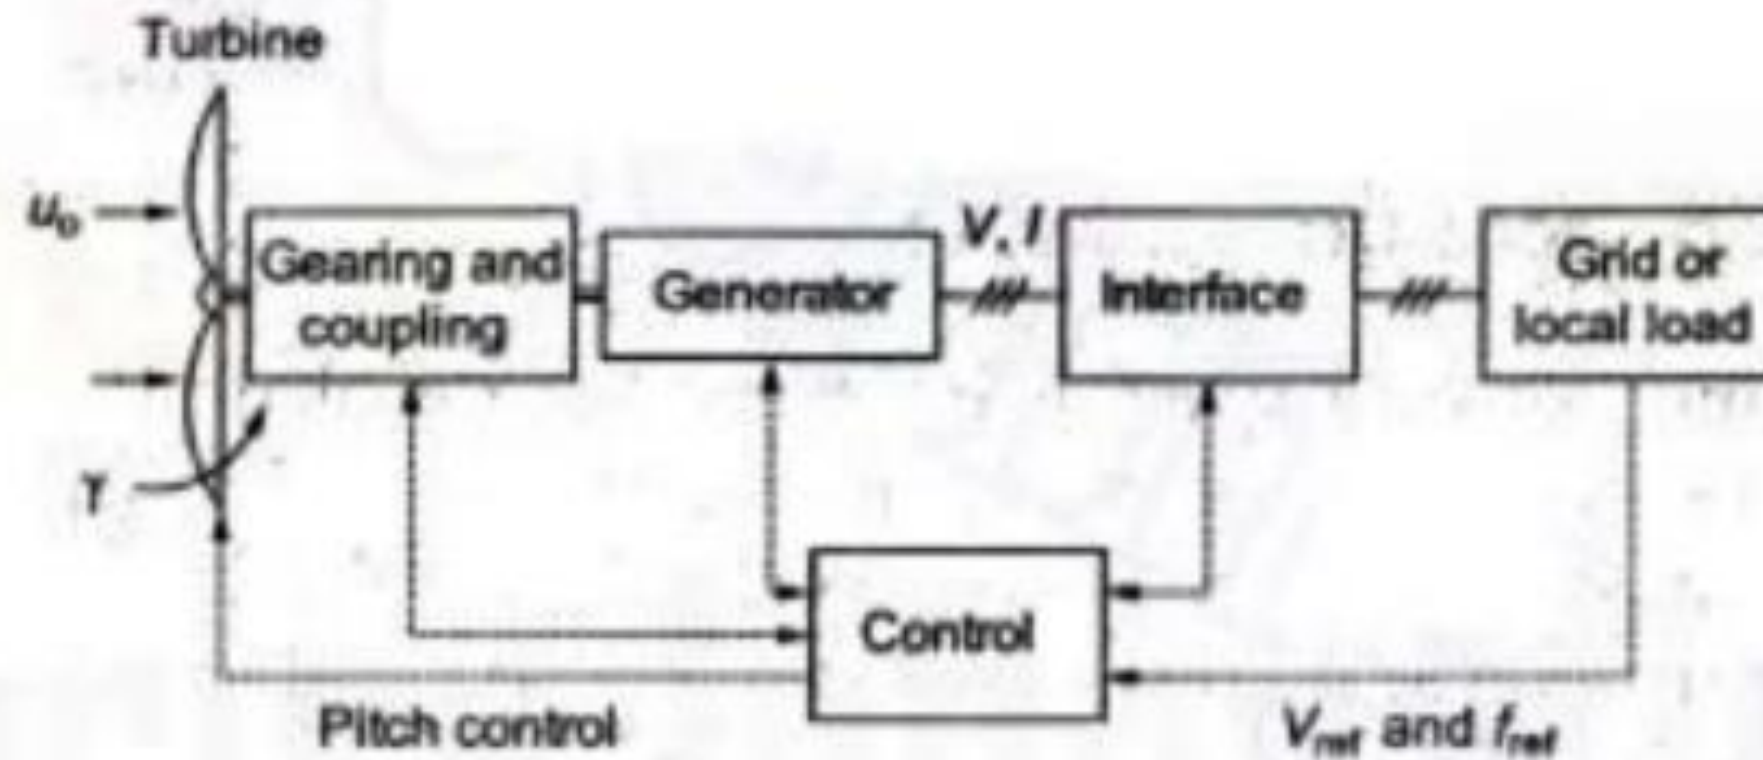 Turbine
u₀
Gearing and
coupling
Generator
V, I
Interface
Grid or
local load
Control
Pitch control
V_ref and f_ref